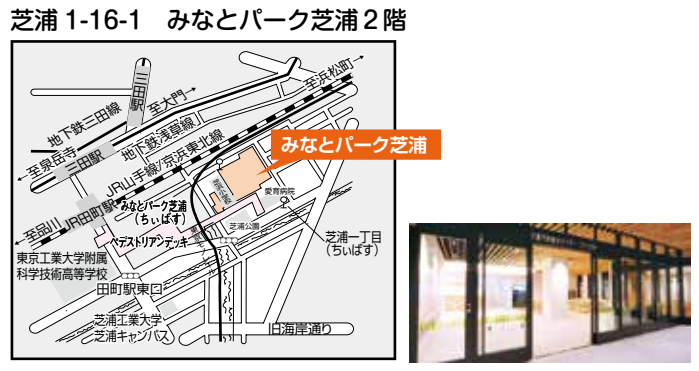 芝浦 1-16-1　みなとパーク芝浦２階
至浜松町→
三田駅
至大門→
地下鉄三田線
地下鉄浅草線
←至泉岳寺
三田駅
JR山手線/京浜東北線
みなとパーク芝浦
芝浜小学校
愛育病院
みなとパーク芝浦
（ちぃばす）
←至品川
JR田町駅
芝浦公園
ペデストリアンデッキ
芝浦一丁目
（ちぃばす）
東京工業大学附属
科学技術高等学校
田町駅東口
芝浦工業大学
芝浦キャンパス
旧海岸通り